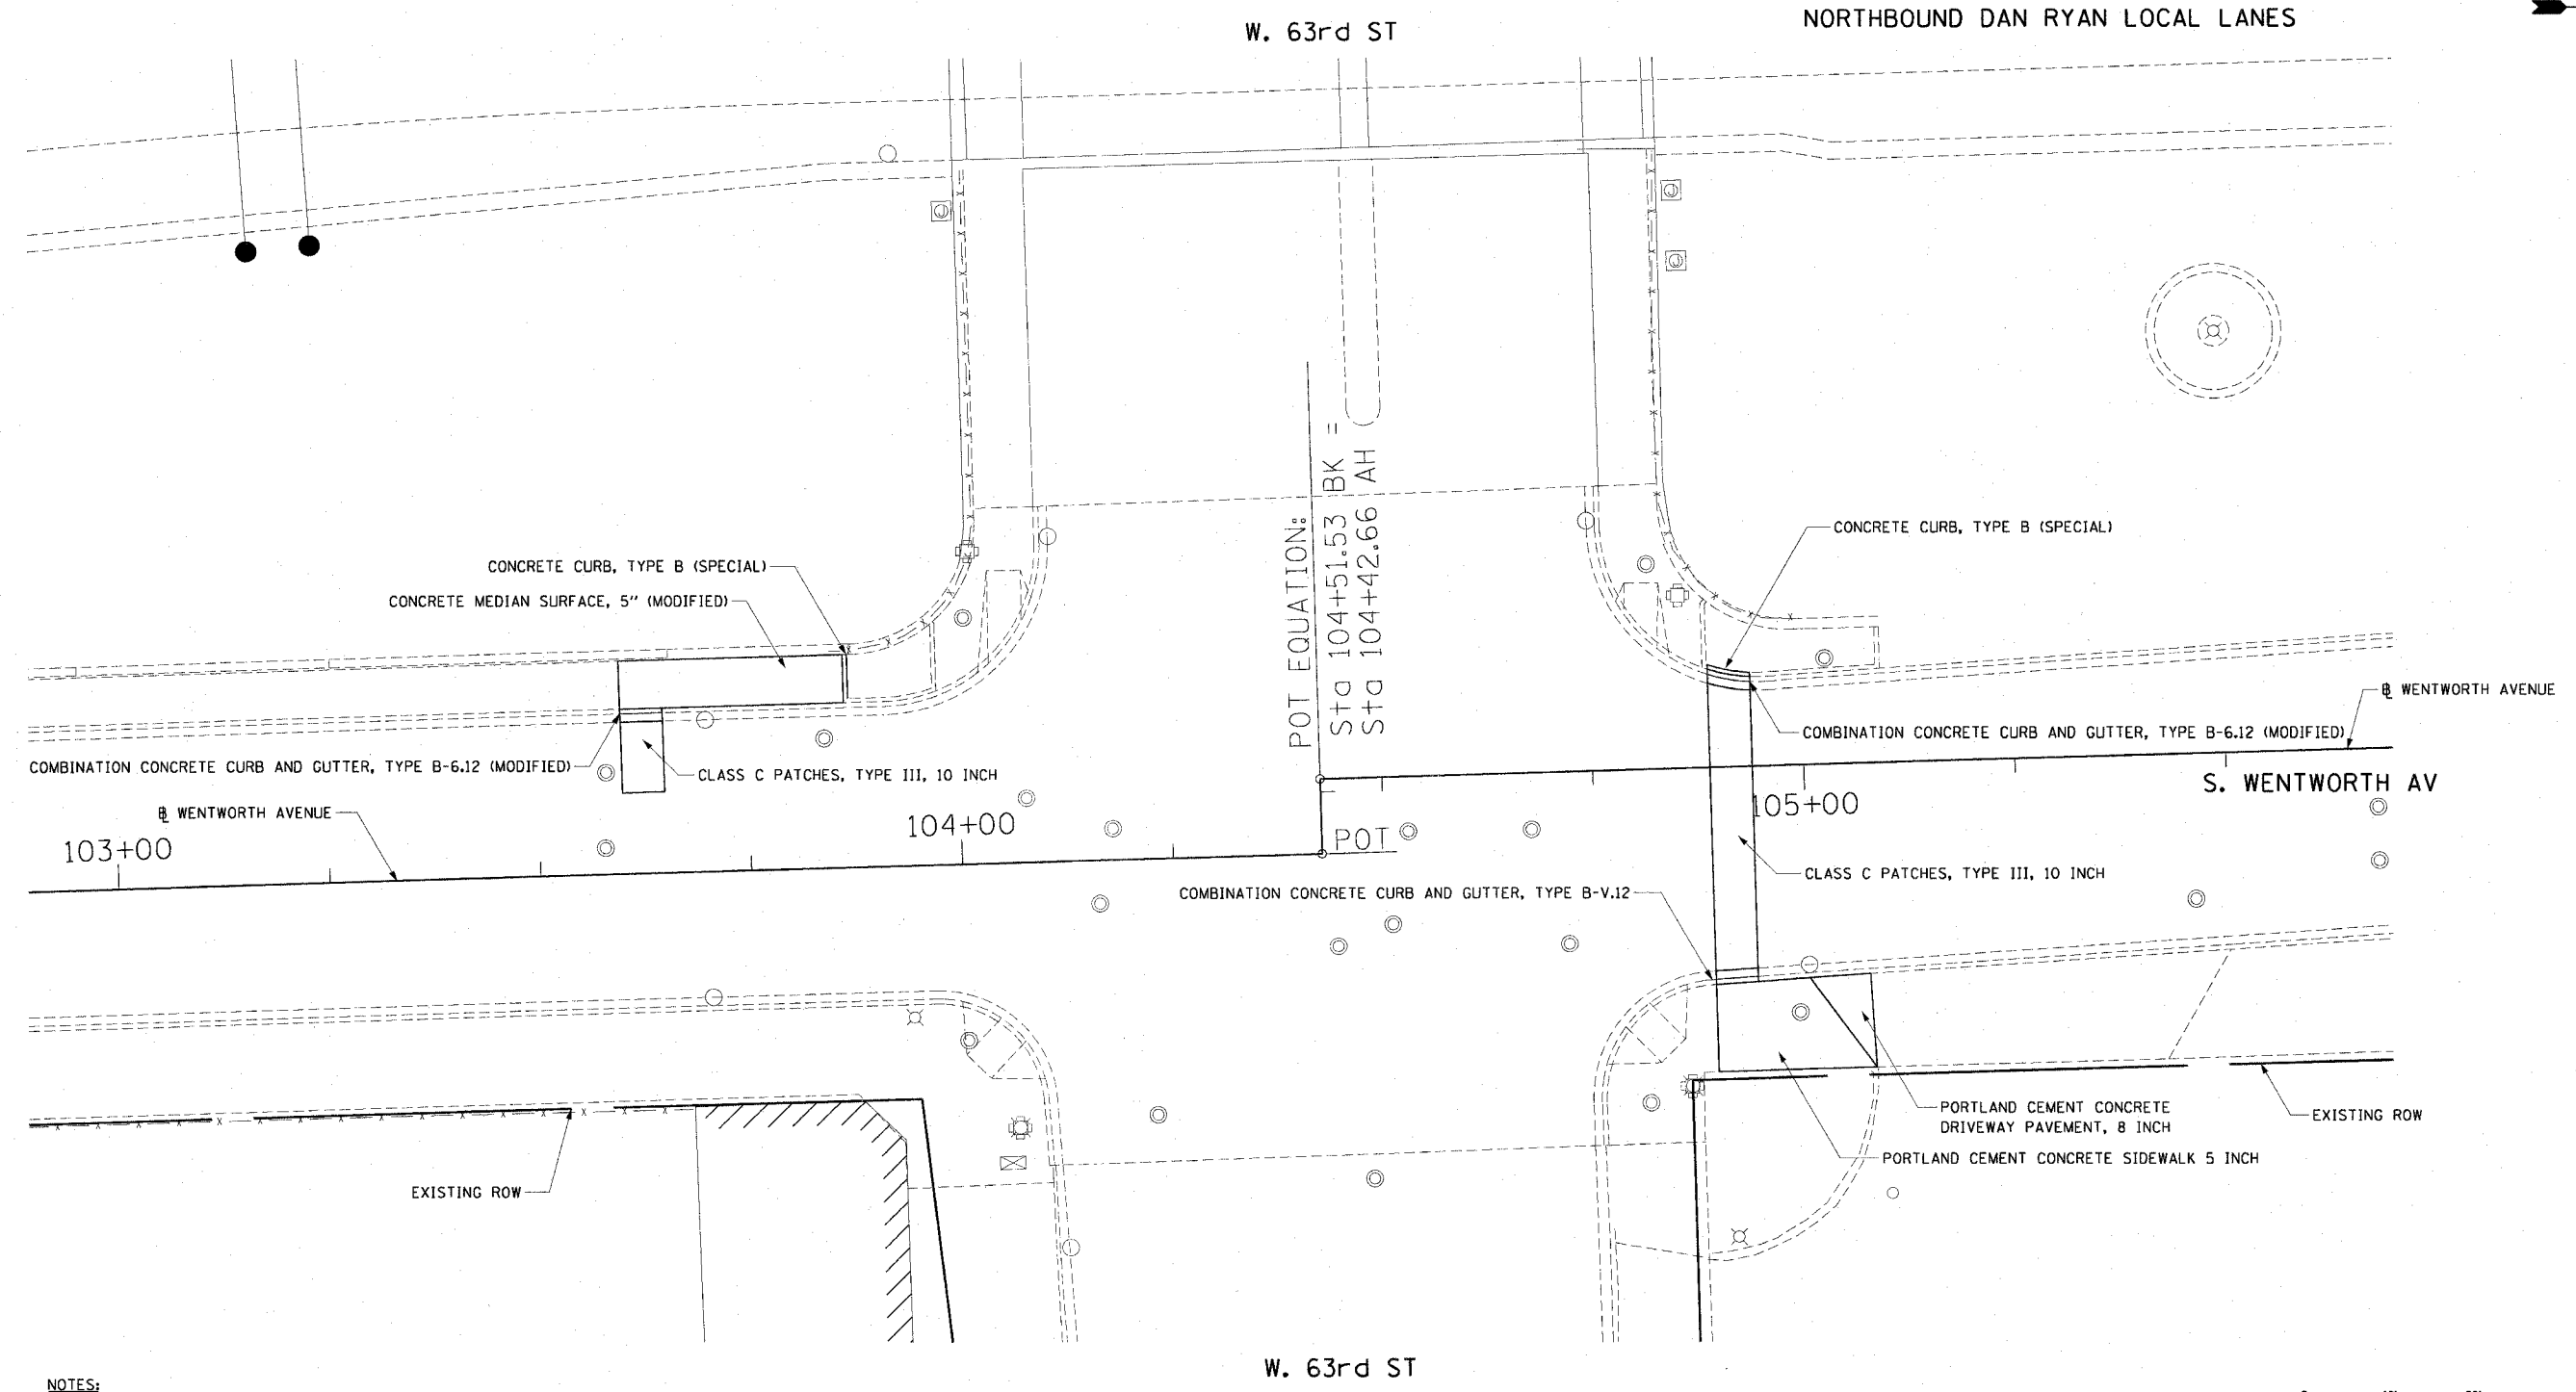 W. 63rd ST
NORTHBOUND DAN RYAN LOCAL LANES
POT EQUATION:
Sta 104+51.53 BK =
Sta 104+42.66 AH (
CONCRETE CURB, TYPE B (SPECIAL)
CONCRETE CURB, TYPE B (SPECIAL)
CONCRETE MEDIAN SURFACE, 5" (MODIFIED)
℄ WENTWORTH AVENUE
COMBINATION CONCRETE CURB AND GUTTER, TYPE B-6.12 (MODIFIED)
COMBINATION CONCRETE CURB AND GUTTER, TYPE B-6.12 (MODIFIED)
CLASS C PATCHES, TYPE III, 10 INCH
S. WENTWORTH AV
℄ WENTWORTH AVENUE
103+00
104+00
POT
105+00
CLASS C PATCHES, TYPE III, 10 INCH
COMBINATION CONCRETE CURB AND GUTTER, TYPE B-V.12
PORTLAND CEMENT CONCRETE
DRIVEWAY PAVEMENT, 8 INCH
EXISTING ROW
PORTLAND CEMENT CONCRETE SIDEWALK 5 INCH
EXISTING ROW
W. 63rd ST
NOTES: